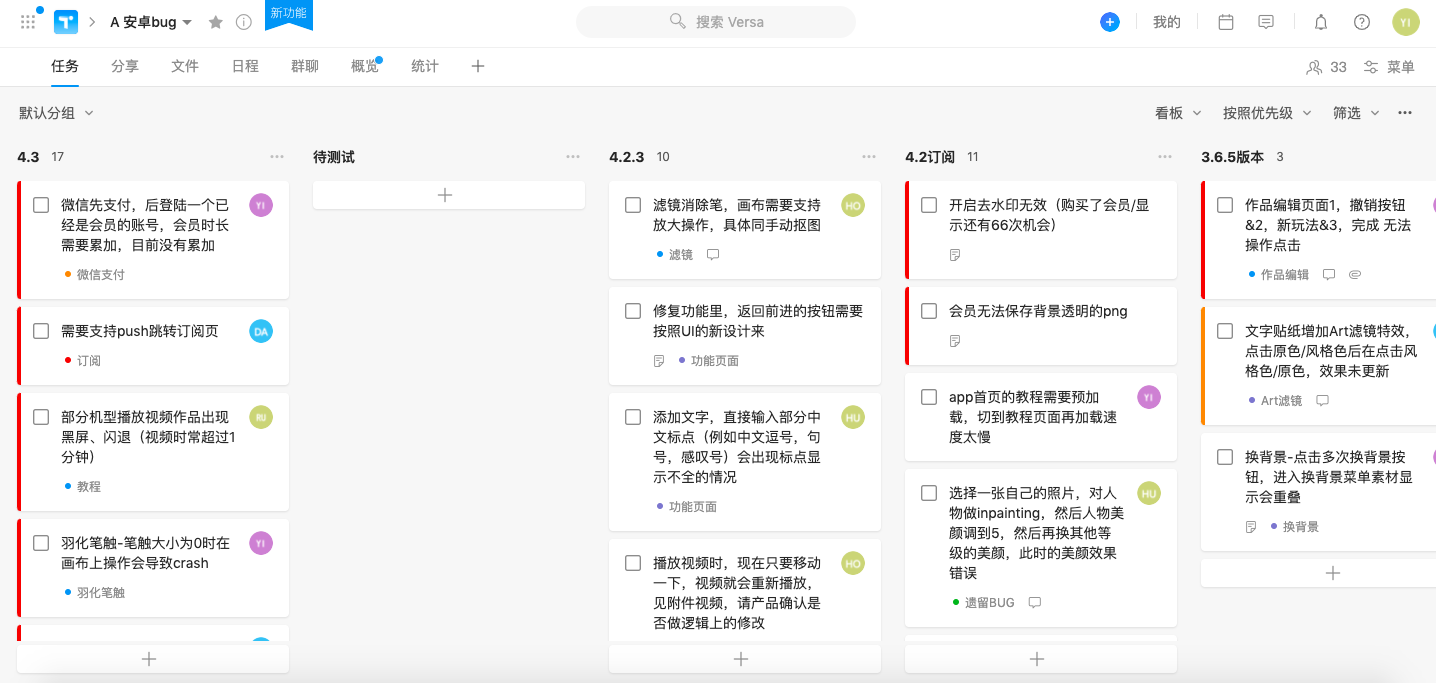 A 安卓bug
新功能
搜索 Versa
我的
YI
任务
分享
文件
日程
群聊
概览
统计
33
菜单
默认分组
看板
按照优先级
筛选
4.3 17
微信先支付，后登陆一个已
经是会员的账号，会员时长
需要累加，目前没有累加
YI
微信支付
需要支持push跳转订阅页
DA
订阅
部分机型播放视频作品出现
黑屏、闪退（视频时常超过1
分钟）
RU
教程
羽化笔触-笔触大小为0时在
画布上操作会导致crash
YI
羽化笔触
待测试
4.2.3 10
滤镜消除笔，画布需要支持
放大操作，具体同手动抠图
HO
滤镜
修复功能里，返回前进的按钮需要
按照UI的新设计来
功能页面
添加文字，直接输入部分中
文标点（例如中文逗号，句
号，感叹号）会出现标点显
示不全的情况
HU
功能页面
播放视频时，现在只要移动
一下，视频就会重新播放，
见附件视频，请产品确认是
否做逻辑上的修改
HO
4.2订阅 11
开启去水印无效（购买了会员/显
示还有66次机会）
会员无法保存背景透明的png
app首页的教程需要预加
载，切到教程页面再加载速
度太慢
YI
选择一张自己的照片，对人
物做inpainting，然后人物美
颜调到5，然后再换其他等
级的美颜，此时的美颜效果
错误
HU
遗留BUG
3.6.5版本 3
作品编辑页面1，撤销按钮
&2，新玩法&3，完成 无法
操作点击
作品编辑
文字贴纸增加Art滤镜特效，
点击原色/风格色后在点击风
格色/原色，效果未更新
Art滤镜
换背景-点击多次换背景按
钮，进入换背景菜单素材显
示会重叠
换背景